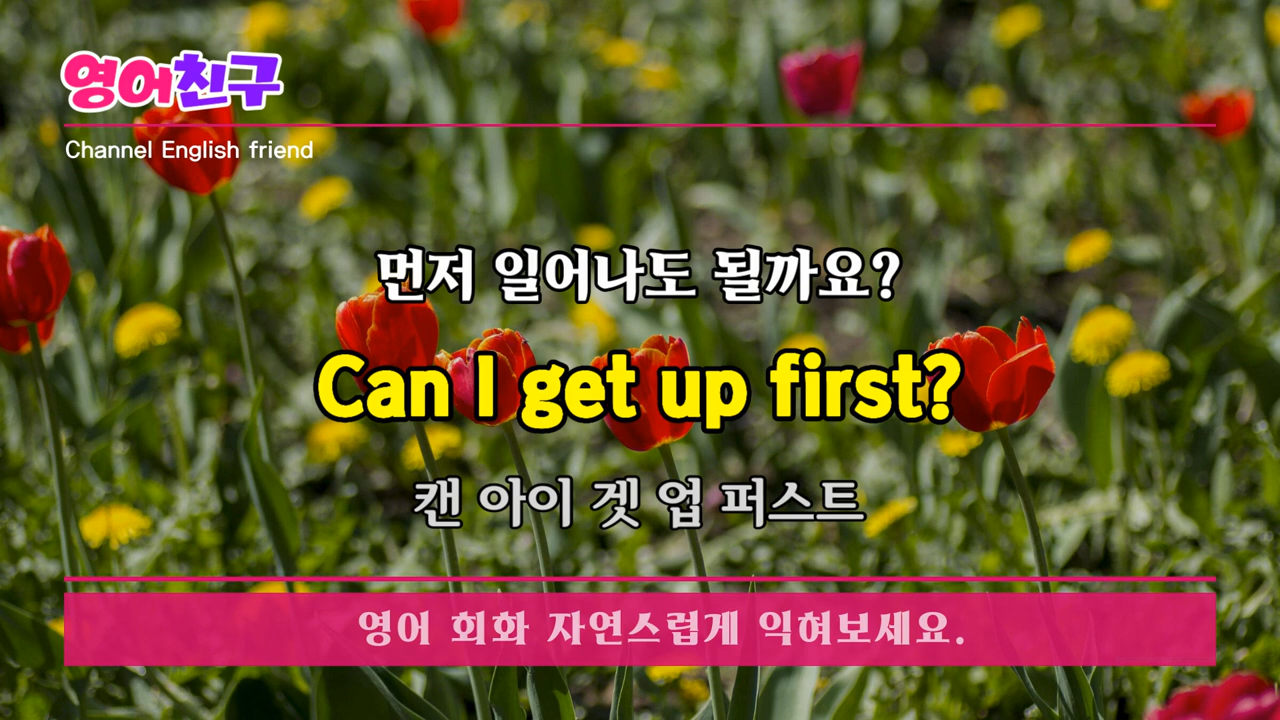 영어친구
Channel English friend
먼저 일어나도 될까요?
Can I get up first?
캔 아이 겟 업 퍼스트
영어 회화 자연스럽게 익혀보세요.